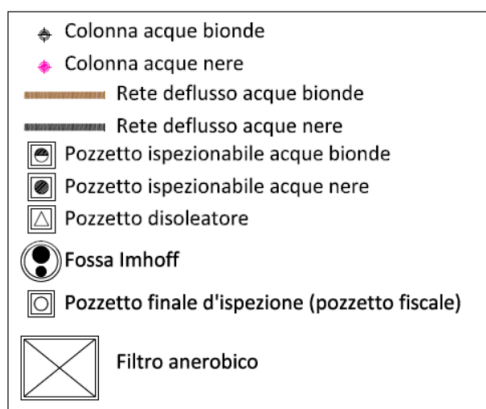 Colonna acque bionde
Colonna acque nere
Rete deflusso acque bionde
Rete deflusso acque nere
Pozzetto ispezionabile acque bionde
Pozzetto ispezionabile acque nere
Pozzetto disoleatore
Fossa Imhoff
Pozzetto finale d'ispezione (pozzetto fiscale)
Filtro anerobico